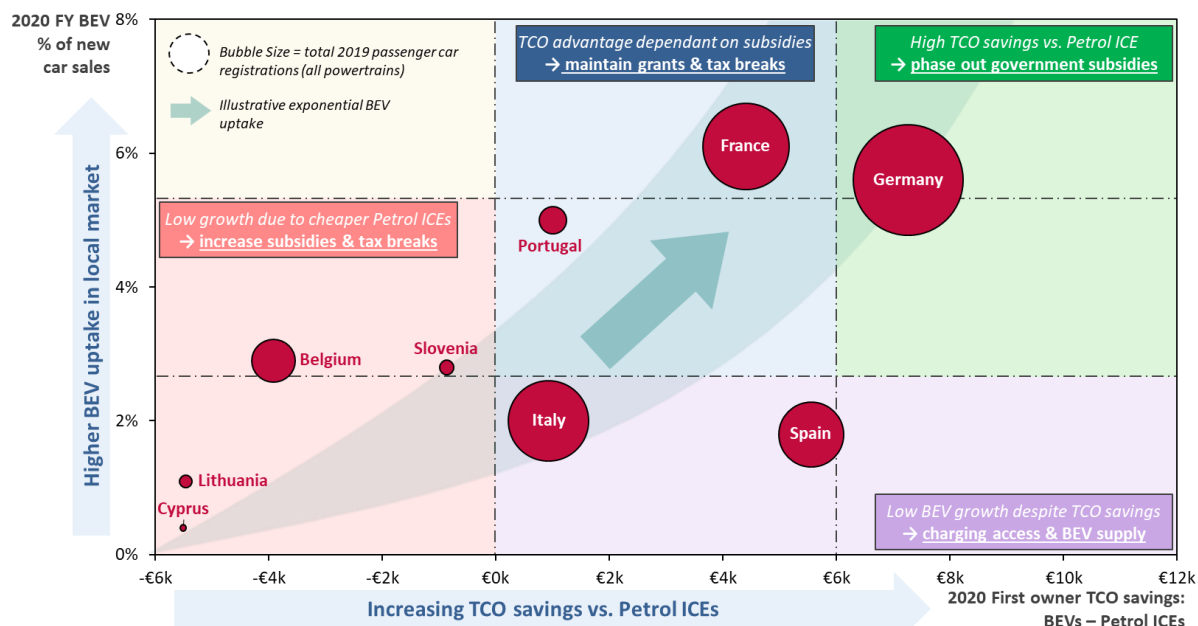 2020 FY BEV
% of new
car sales
Higher BEV uptake in local market
8%
6%
4%
2%
0%
Bubble Size = total 2019 passenger car
registrations (all powertrains)
Illustrative exponential BEV
uptake
TCO advantage dependant on subsidies
→ maintain grants & tax breaks
High TCO savings vs. Petrol ICE
→ phase out government subsidies
Low growth due to cheaper Petrol ICEs
→ increase subsidies & tax breaks
France
Germany
Portugal
Belgium
Slovenia
Italy
Spain
Lithuania
Cyprus
Low BEV growth despite TCO savings
→ charging access & BEV supply
-€6k
-€4k
-€2k
€0k
€2k
€4k
€6k
€8k
€10k
€12k
Increasing TCO savings vs. Petrol ICEs
2020 First owner TCO savings:
BEVs – Petrol ICEs